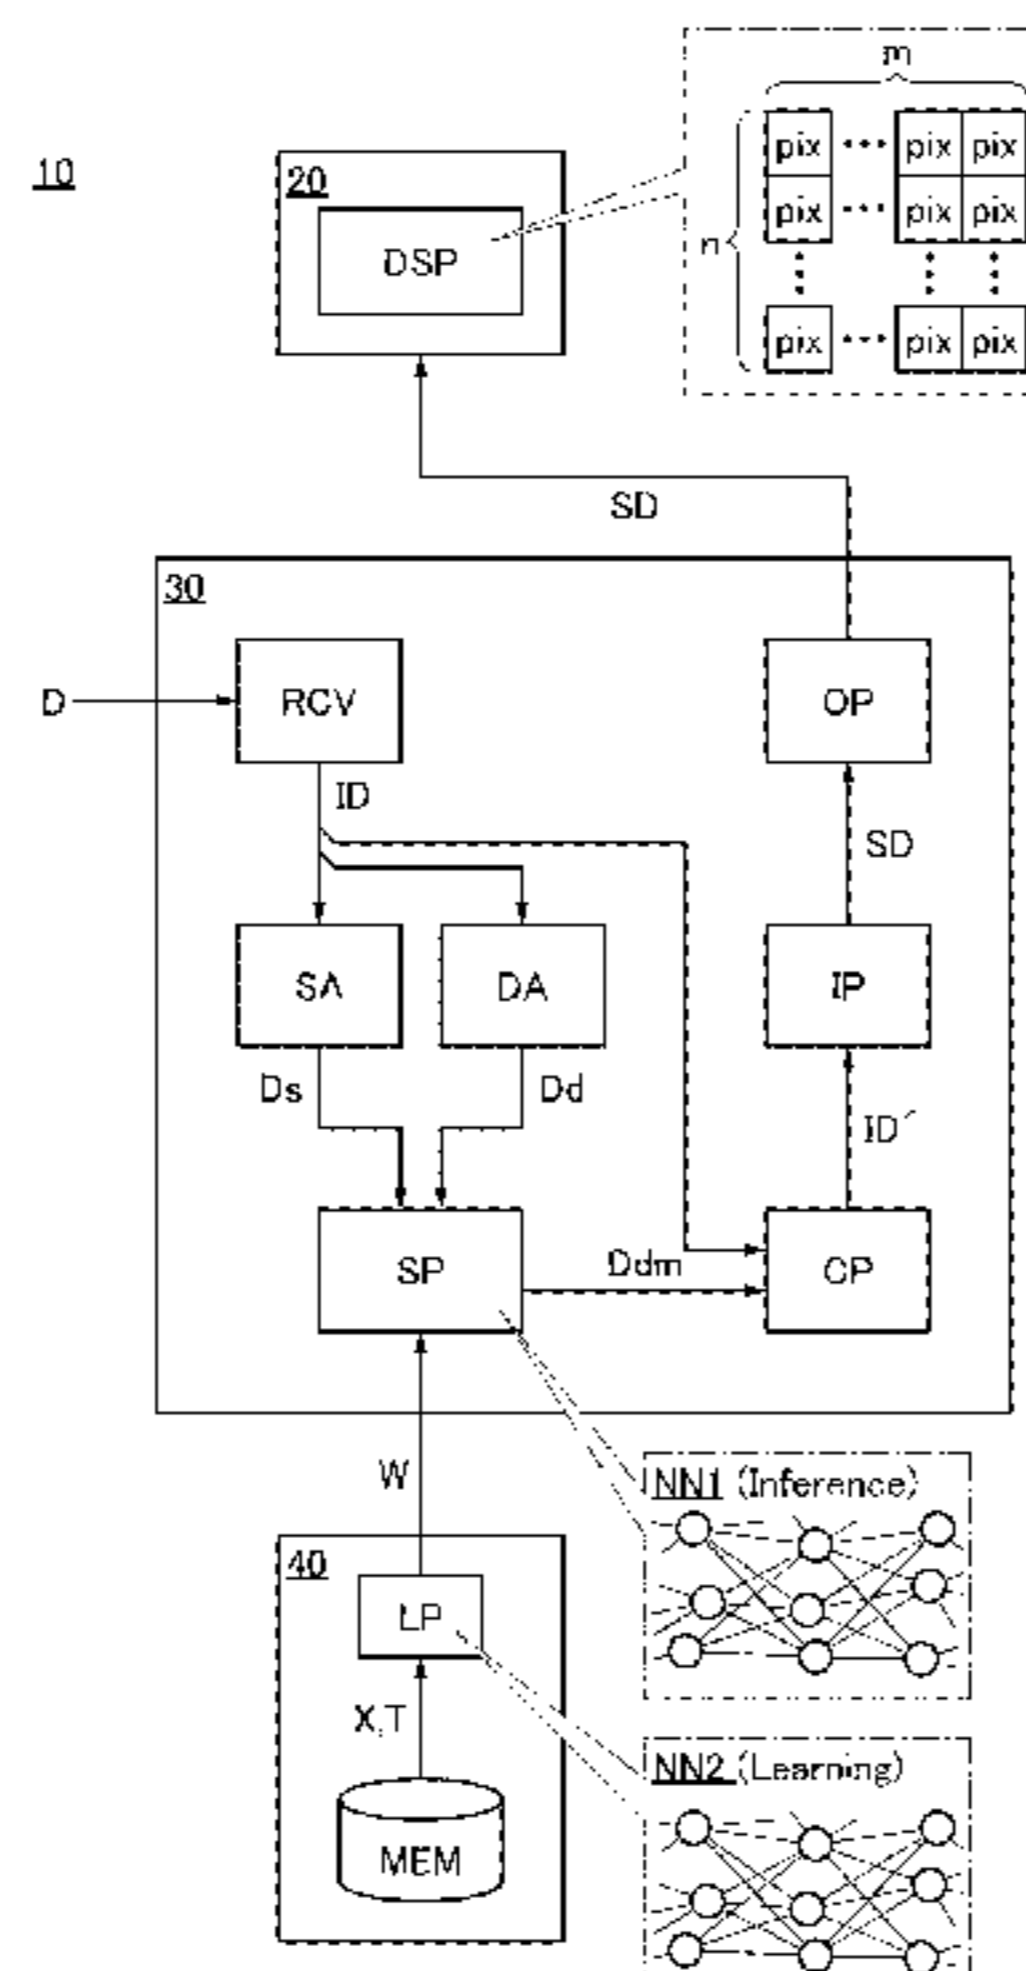 m
10
20
pix ••• pix pix
DSP
pix ••• pix pix
n
pix ••• pix pix
SD
30
D
RCV
OP
ID
SD
SA
DA
IP
Ds
Dd
ID´
SP
Ddm
CP
W
NN1 (Inference)
40
LP
X,T
NN2 (Learning)
MEM